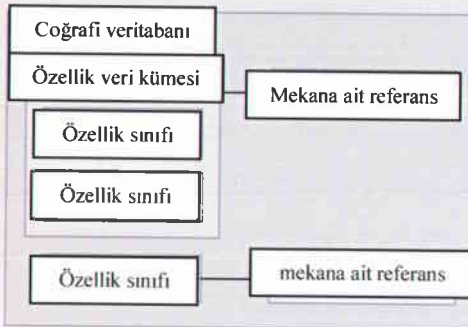 Coğrafi veritabanı
Özellik veri kümesi
Mekana ait referans
Özellik sınıfı
Özellik sınıfı
Özellik sınıfı
mekana ait referans